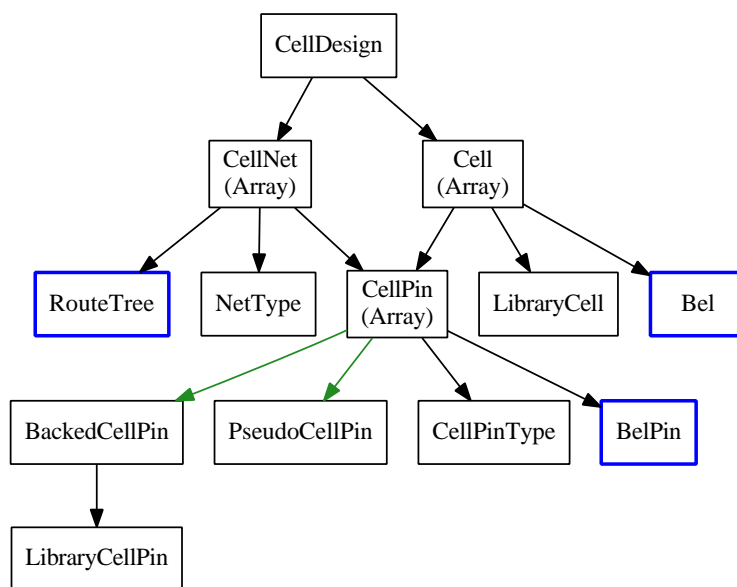 CellDesign
CellNet
(Array)
Cell
(Array)
RouteTree
NetType
CellPin
(Array)
LibraryCell
Bel
BackedCellPin
PseudoCellPin
CellPinType
BelPin
LibraryCellPin